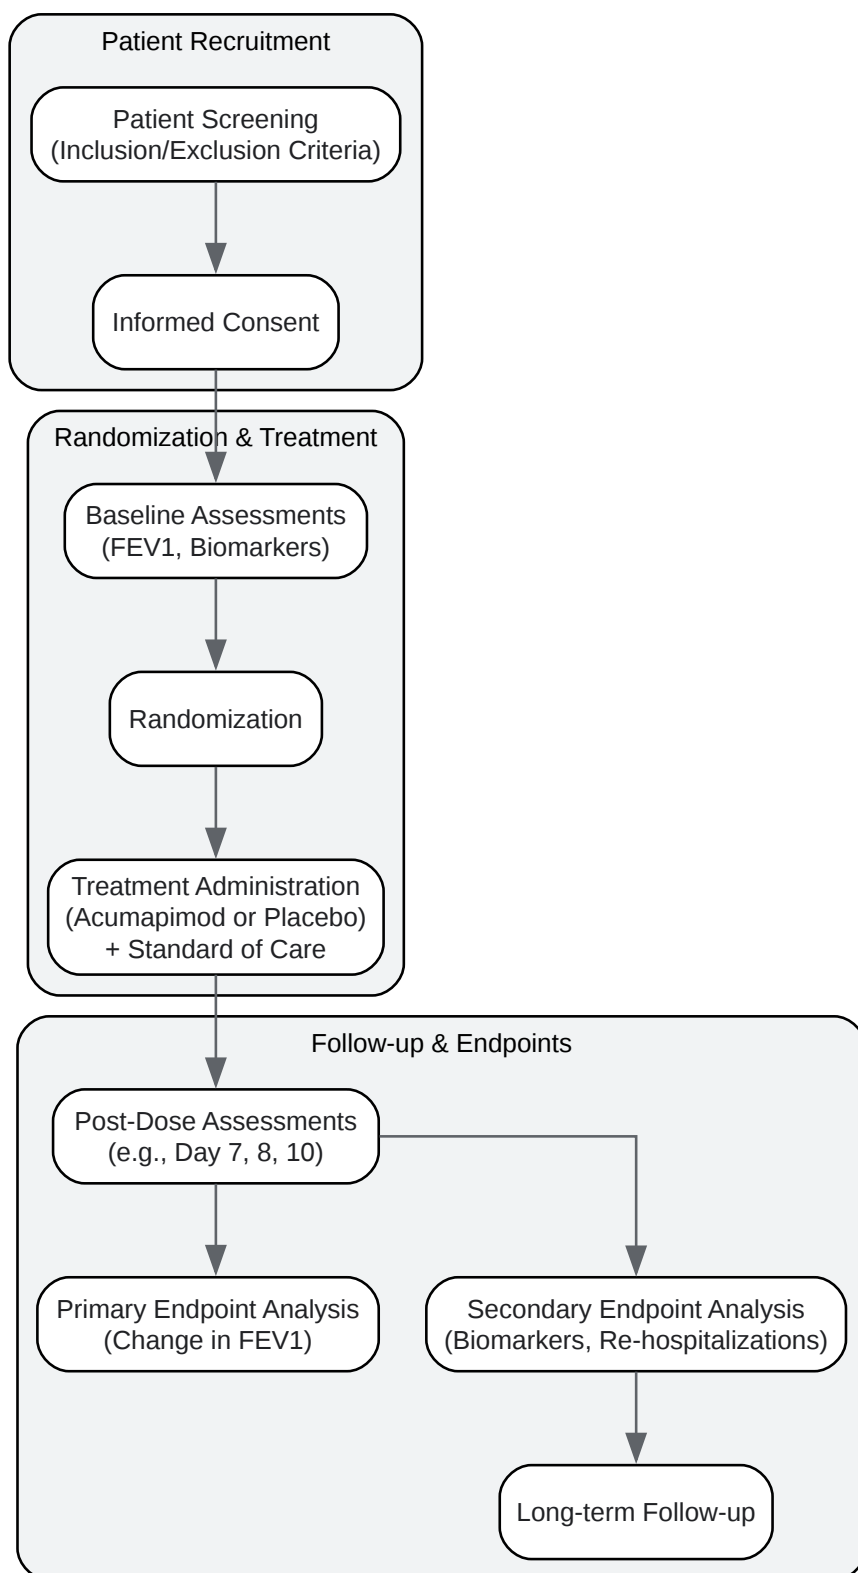 Patient Recruitment
Patient Screening
(Inclusion/Exclusion Criteria)
Informed Consent
Randomization & Treatment
Baseline Assessments
(FEV1, Biomarkers)
Randomization
Treatment Administration
(Acumapimod or Placebo)
+ Standard of Care
Follow-up & Endpoints
Post-Dose Assessments
(e.g., Day 7, 8, 10)
Primary Endpoint Analysis
(Change in FEV1)
Secondary Endpoint Analysis
(Biomarkers, Re-hospitalizations)
Long-term Follow-up